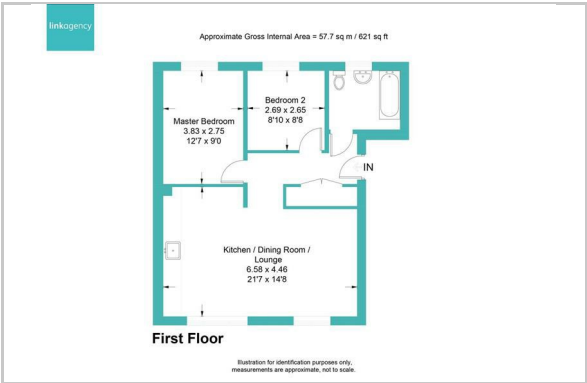 linkagency
Approximate Gross Internal Area = 57.7 sq m / 621 sq ft
Master Bedroom
3.83 x 2.75
12'7 x 9'0
Bedroom 2
2.69 x 2.65
8'10 x 8'8
IN
Kitchen / Dining Room /
Lounge
6.58 x 4.46
21'7 x 14'8
First Floor
Illustration for identification purposes only,
measurements are approximate, not to scale.